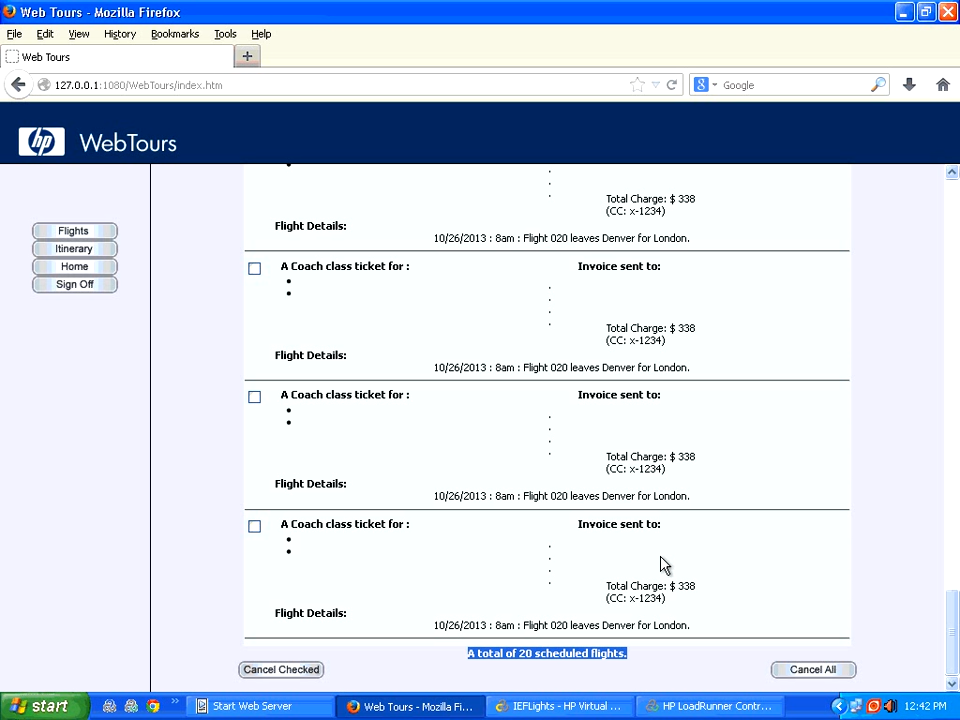 Web Tours - Mozilla Firefox
File Edit View History Bookmarks Tools Help
Web Tours
127.0.0.1:1080/WebTours/index.htm
Google
hp WebTours
Total Charge: $ 338
(CC: x-1234)
Flights
Flight Details:
10/26/2013 : 8am : Flight 020 leaves Denver for London.
Itinerary
Home
A Coach class ticket for :
Invoice sent to:
Sign Off
Total Charge: $ 338
(CC: x-1234)
Flight Details:
10/26/2013 : 8am : Flight 020 leaves Denver for London.
A Coach class ticket for :
Invoice sent to:
Total Charge: $ 338
(CC: x-1234)
Flight Details:
10/26/2013 : 8am : Flight 020 leaves Denver for London.
A Coach class ticket for :
Invoice sent to:
Total Charge: $ 338
(CC: x-1234)
Flight Details:
10/26/2013 : 8am : Flight 020 leaves Denver for London.
A total of 20 scheduled flights.
Cancel Checked
Cancel All
start
Start Web Server
Web Tours - Mozilla Fi...
IEFLights - HP Virtual ...
HP LoadRunner Contr...
12:42 PM